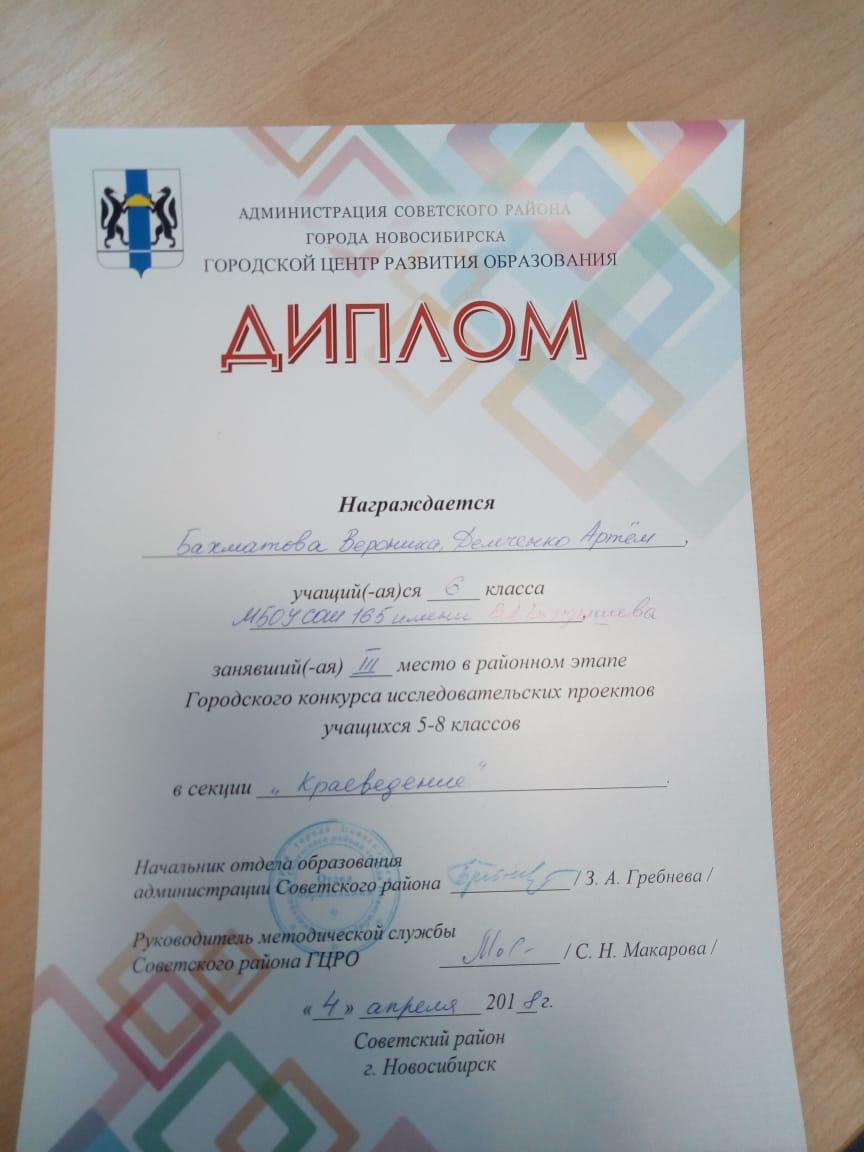 АДМИНИСТРАЦИЯ СОВЕТСКОГО РАЙОНА
ГОРОДА НОВОСИБИРСКА
ГОРОДСКОЙ ЦЕНТР РАЗВИТИЯ ОБРАЗОВАНИЯ
ДИПЛОМ
Награждается
Бахматова Вероника, Демченко Артём,
учащий(-ая)ся 6 класса
МБОУ СОШ 165 имени В.А. Бердышева,
занявший(-ая) III место в районном этапе
Городского конкурса исследовательских проектов
учащихся 5-8 классов
в секции „Краеведение".
Начальник отдела образования
администрации Советского района / З. А. Гребнева /
Руководитель методической службы
Советского района ГЦРО / С. Н. Макарова /
«4» апреля 2018 г.
Советский район
г. Новосибирск